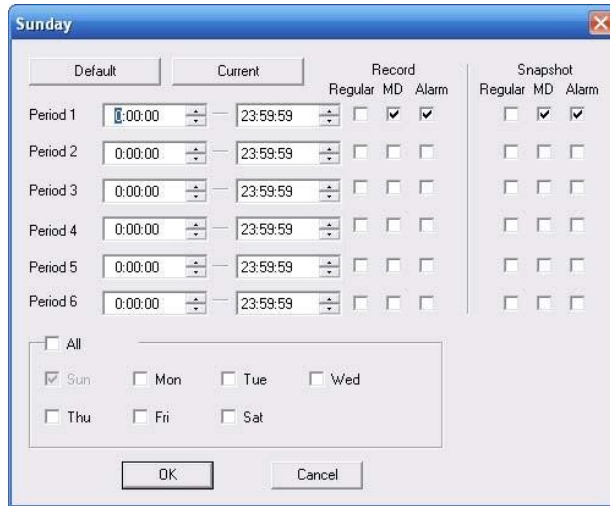 Sunday
Default Current Record Snapshot
Regular MD Alarm Regular MD Alarm
Period 1 0:00:00 23:59:59
Period 2 0:00:00 23:59:59
Period 3 0:00:00 23:59:59
Period 4 0:00:00 23:59:59
Period 5 0:00:00 23:59:59
Period 6 0:00:00 23:59:59
All
Sun Mon Tue Wed
Thu Fri Sat
OK Cancel